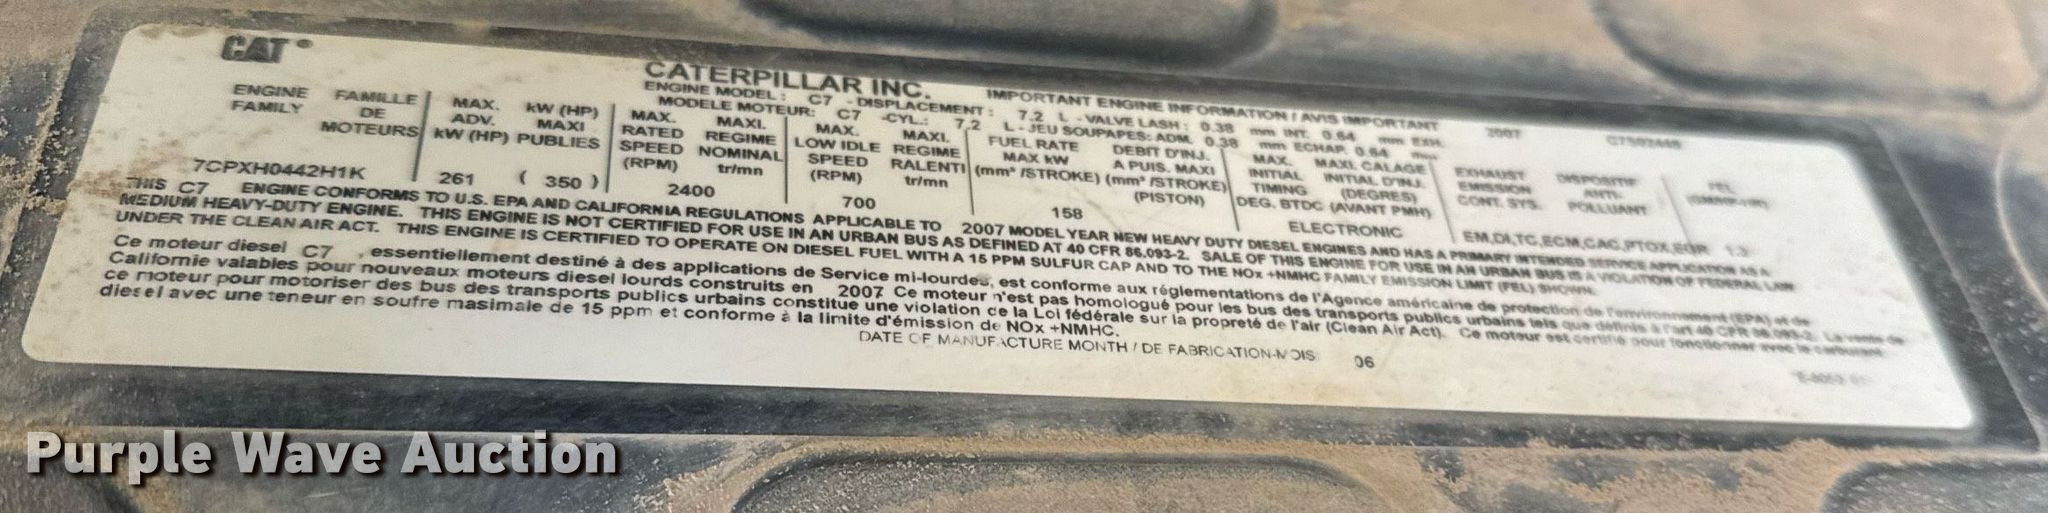 CAT
CATERPILLAR INC. IMPORTANT ENGINE INFORMATION / AVIS IMPORTANT
ENGINE MODEL: C7 - DISPLACEMENT: 7.2 L - VALVE LASH: 0.38 mm INT. 0.64 mm EXH. 2007
MODELE MOTEUR: C7 -CYL.: 7,2 L - JEU SOUPAPES: ADM. 0.38 mm ECHAP. 0.64
ENGINE FAMILY FAMILLE DE MOTEURS
MAX. ADV. kW (HP) kW (HP) MAXI PUBLIES
MAX. RATED SPEED (RPM) MAXI. REGIME NOMINAL tr/mn
MAX. LOW IDLE SPEED (RPM) MAXI. REGIME RALENTI tr/mn
FUEL RATE MAX kW (mm³ /STROKE) DEBIT D'INJ. A PUIS. MAXI (mm³ /STROKE) (PISTON)
MAX. INITIAL TIMING DEG. BTDC MAXI. CALAGE INITIAL D'INJ. (DEGRES) (AVANT PMH)
EXHAUST EMISSION CONT. SYS. DISPOSITIF ANTI-POLLUANT
FEL
7CPXH0442H1K 261 ( 350 ) 2400 700 158 ELECTRONIC EM,DI,TC,ECM,CAC,PTOX,EGR
THIS C7 ENGINE CONFORMS TO U.S. EPA AND CALIFORNIA REGULATIONS APPLICABLE TO 2007 MODEL YEAR NEW HEAVY DUTY DIESEL ENGINES AND HAS A PRIMARY INTENDED SERVICE APPLICATION AS A
MEDIUM HEAVY-DUTY ENGINE. THIS ENGINE IS NOT CERTIFIED FOR USE IN AN URBAN BUS AS DEFINED AT 40 CFR 86.093-2. SALE OF THIS ENGINE FOR USE IN AN URBAN BUS IS A VIOLATION OF FEDERAL LAW
UNDER THE CLEAN AIR ACT. THIS ENGINE IS CERTIFIED TO OPERATE ON DIESEL FUEL WITH A 15 PPM SULFUR CAP AND TO THE NOx +NMHC FAMILY EMISSION LIMIT (FEL) SHOWN.
Ce moteur diesel C7 , essentiellement destiné à des applications de Service mi-lourdes, est conforme aux réglementations de l'Agence américaine de protection de l'environnement (EPA) et de
Californie valables pour nouveaux moteurs diesel lourds construits en 2007 Ce moteur n'est pas homologué pour les bus des transports publics urbains tels que définis à l'art 40 CFR 86.093-2. La vente de
ce moteur pour motoriser des bus des transports publics urbains constitue une violation de la Loi fédérale sur la propreté de l'air (Clean Air Act). Ce moteur est certifié pour fonctionner avec le carburant
diesel avec une teneur en soufre masimale de 15 ppm et conforme à la limite d'émission de NOx +NMHC.
DATE OF MANUFACTURE MONTH / DE FABRICATION-MOIS 06
Purple Wave Auction